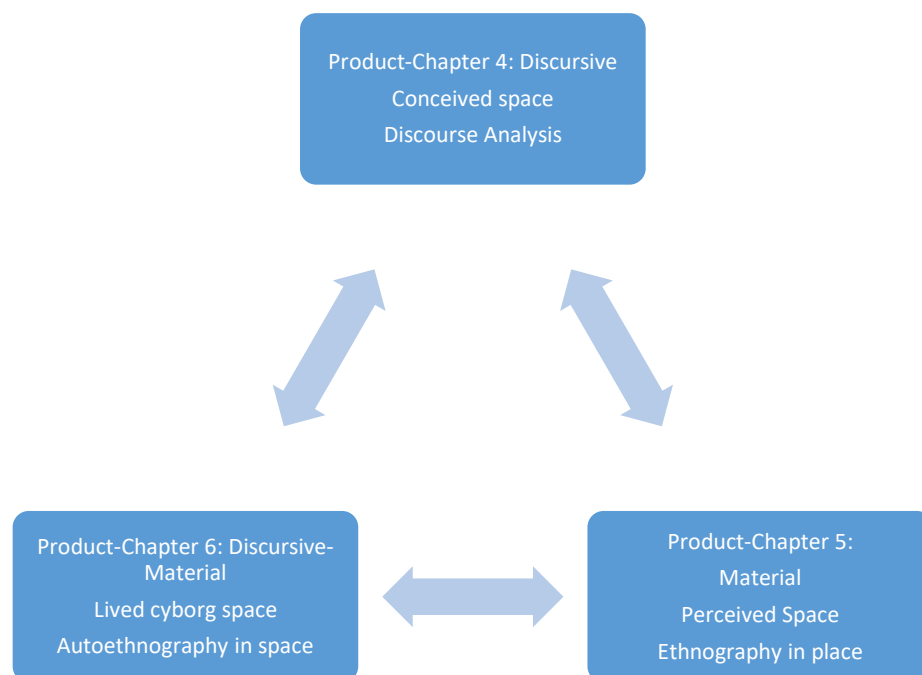 Product-Chapter 4: Discursive
Conceived space
Discourse Analysis
Product-Chapter 6: Discursive-
Material
Lived cyborg space
Autoethnography in space
Product-Chapter 5:
Material
Perceived Space
Ethnography in place